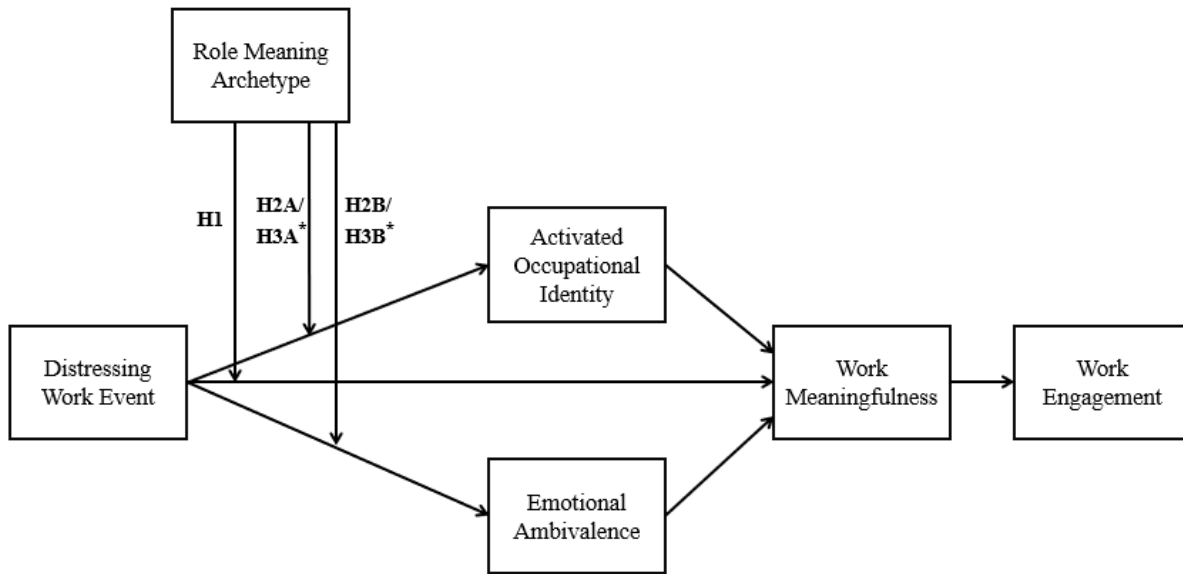 Role Meaning
Archetype
H1
H2A/
H3A*
H2B/
H3B*
Activated
Occupational
Identity
Distressing
Work Event
Work
Meaningfulness
Work
Engagement
Emotional
Ambivalence